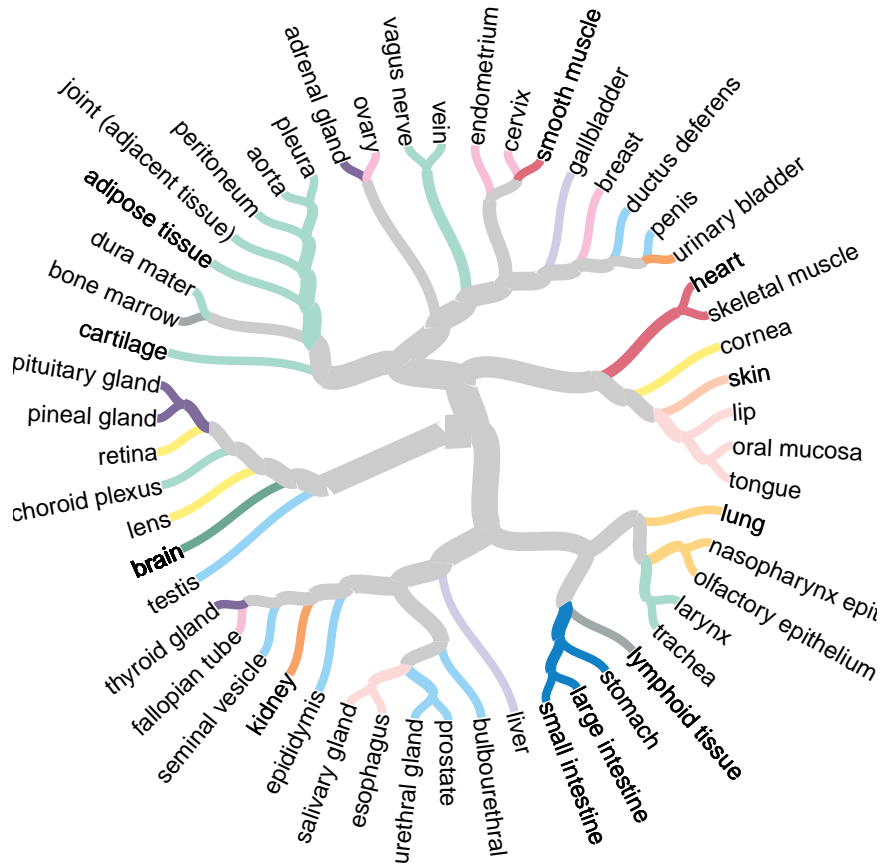 adrenal gland
ovary
vagus nerve
vein
endometrium
cervix
smooth muscle
gallbladder
breast
ductus deferens
penis
urinary bladder
heart
skeletal muscle
cornea
skin
lip
oral mucosa
tongue
lung
nasopharynx epit
olfactory epithelium
larynx
trachea
lymphoid tissue
stomach
large intestine
small intestine
liver
bulbourethral
prostate
urethral gland
esophagus
salivary gland
epididymis
kidney
seminal vesicle
fallopian tube
thyroid gland
testis
brain
lens
choroid plexus
retina
pineal gland
pituitary gland
cartilage
bone marrow
dura mater
adipose tissue
joint (adjacent tissue)
peritoneum
aorta
pleura